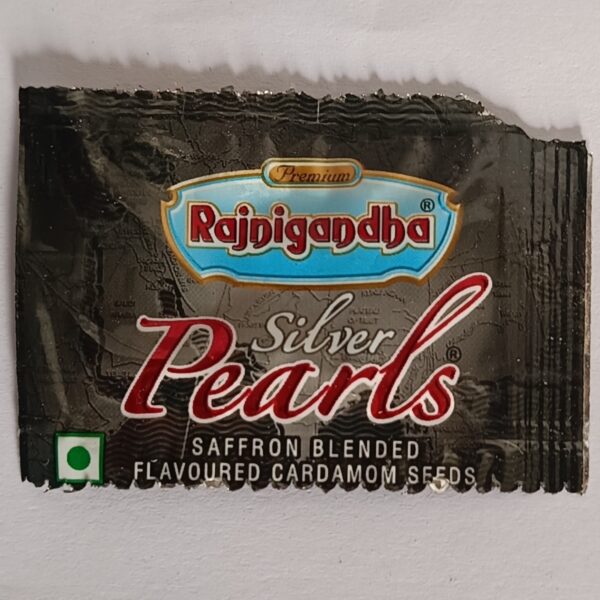 Premium
Rajnigandha®
Silver
Pearls®
SAFFRON BLENDED
FLAVOURED CARDAMOM SEEDS